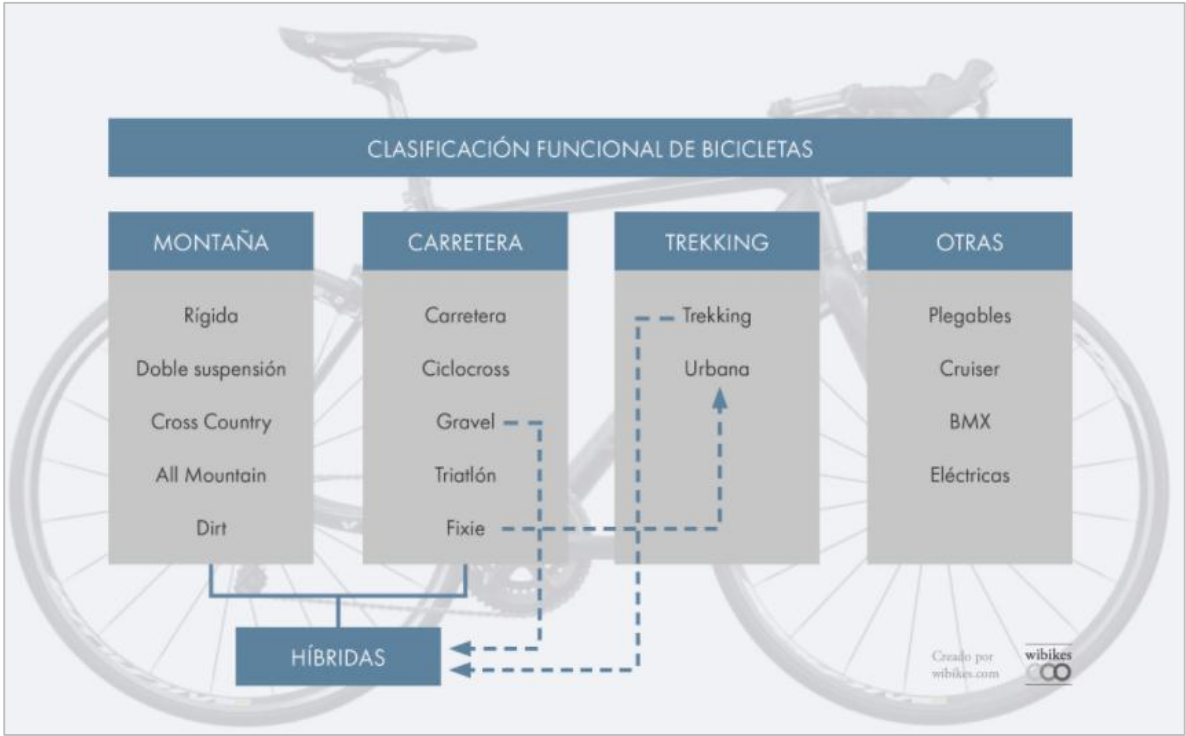 CLASIFICACIÓN FUNCIONAL DE BICICLETAS
MONTAÑA
Rígida
Doble suspensión
Cross Country
All Mountain
Dirt
CARRETERA
Carretera
Ciclocross
Gravel
Triatlón
Fixie
TREKKING
Trekking
Urbana
OTRAS
Plegables
Cruiser
BMX
Eléctricas
HÍBRIDAS
Creado por
wibikes.com
wibikes